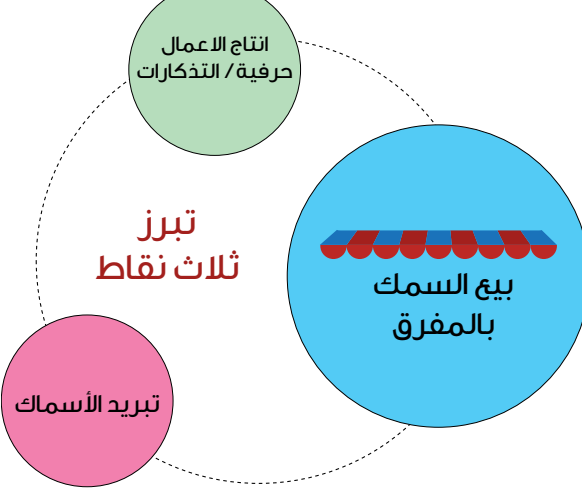 انتاج الاعمال
حرفية/ التذكارات
تبرز
ثلاث نقاط
بيع السمك
بالمفرق
تبريد الأسماك